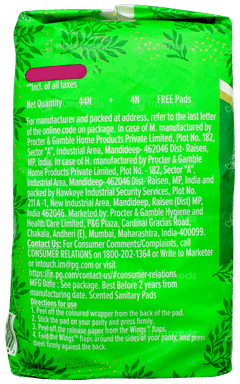 **Incl. of all taxes
Net Quantity 44N + 4N FREE Pads
For manufacturer and packed at address, refer to the last letter
of the online code on package. In case of M. manufactured by
Procter & Gamble Home Products Private Limited, Plot No. 182,
Sector "A", Industrial Area, Mandideep- 462046 Dist- Raisen,
MP, India. In case of H. manufactured by Procter & Gamble
Home Products Private Limited, Plot No. - 182, Sector "A",
Industrial Area, Mandideep- 462046 Dist- Raisen, MP, India and
packed by Hawkeye Industrial Security Services, Plot No.
211 A -1, New Industrial Area, Mandideep, Raisen (Dist) MP,
India 462046. Marketed by: Procter & Gamble Hygiene and
Health Care Limited, P&G Plaza, Cardinal Gracias Road,
Chakala, Andheri (E), Mumbai, Maharashtra, India-400099.
Contact Us: For Consumer Comments/Complaints, call
CONSUMER RELATIONS on 1800-202-1364 or Write to Marketer
or intouch.im@pg.com or visit
https://in.pg.com/contact-us/#consumer-relations
MFG Date : See package. Best Before 2 years from
manufacturing date. Scented Sanitary Pads
Directions for use
1. Peel off the coloured wrapper from the back of the pad.
2. Stick the pad on your panty and press firmly.
3. Peel off the release paper from the Wings™ flaps.
4. Fold the Wings™ flaps around the sides of your panty, and press
them firmly against the back.